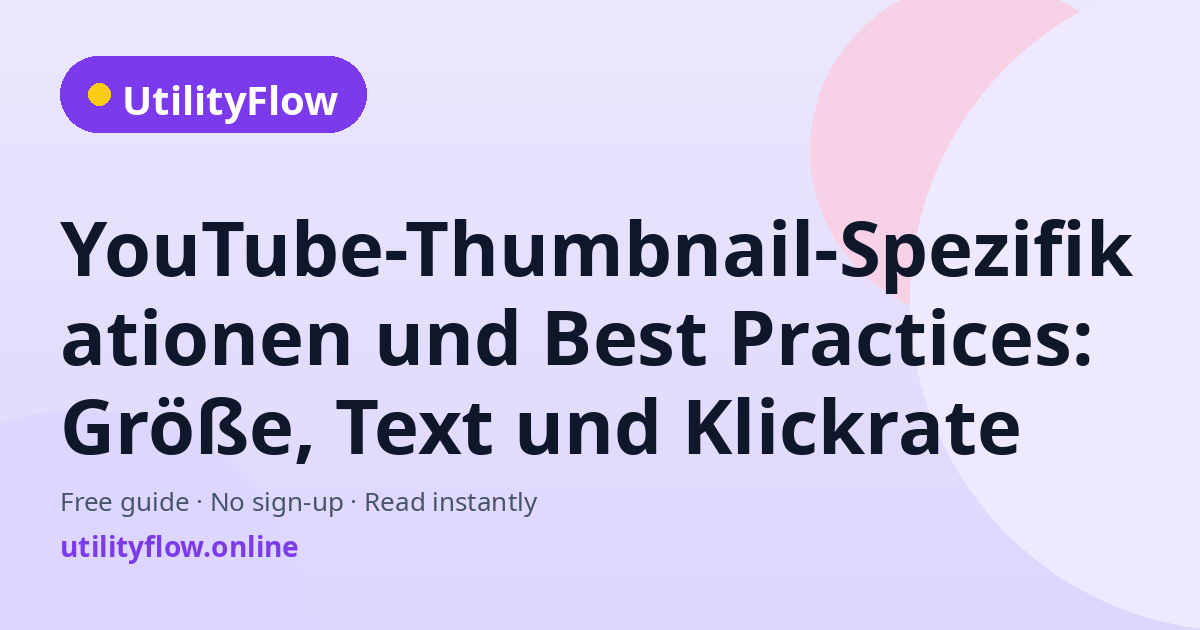 UtilityFlow
YouTube-Thumbnail-Spezifik
ationen und Best Practices:
Größe, Text und Klickrate
Free guide · No sign-up · Read instantly
utilityflow.online